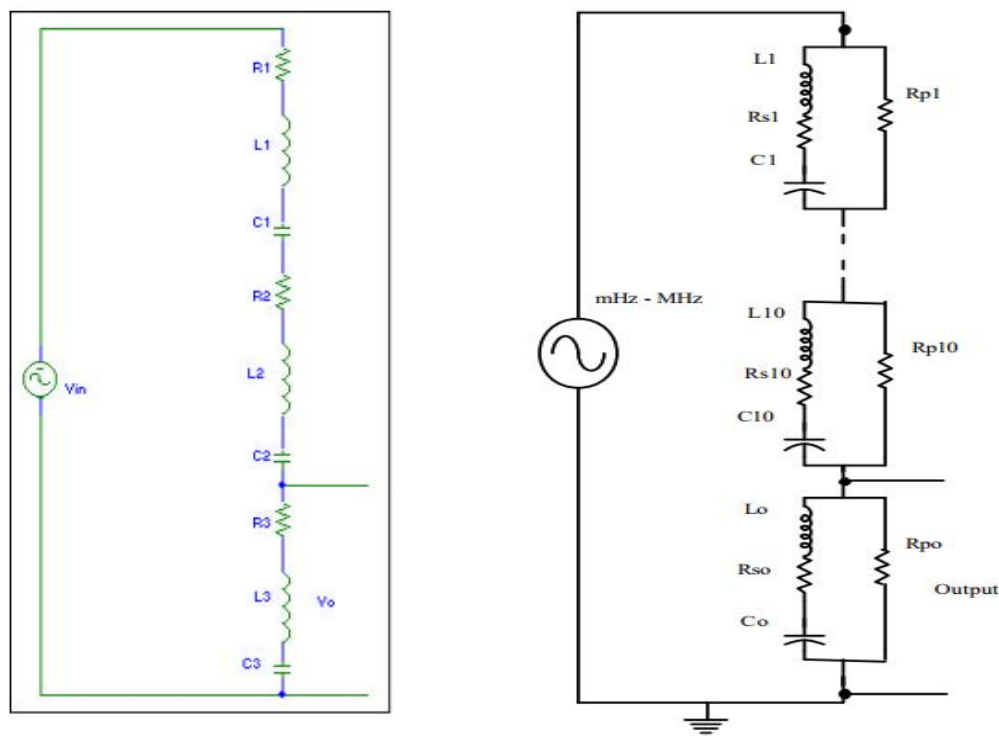 R1
L1
C1
R2
L2
Vin
C2
R3
L3
Vo
C3
L1
Rp1
Rs1
C1
mHz - MHz
L10
Rp10
Rs10
C10
Lo
Rpo
Rso
Output
Co